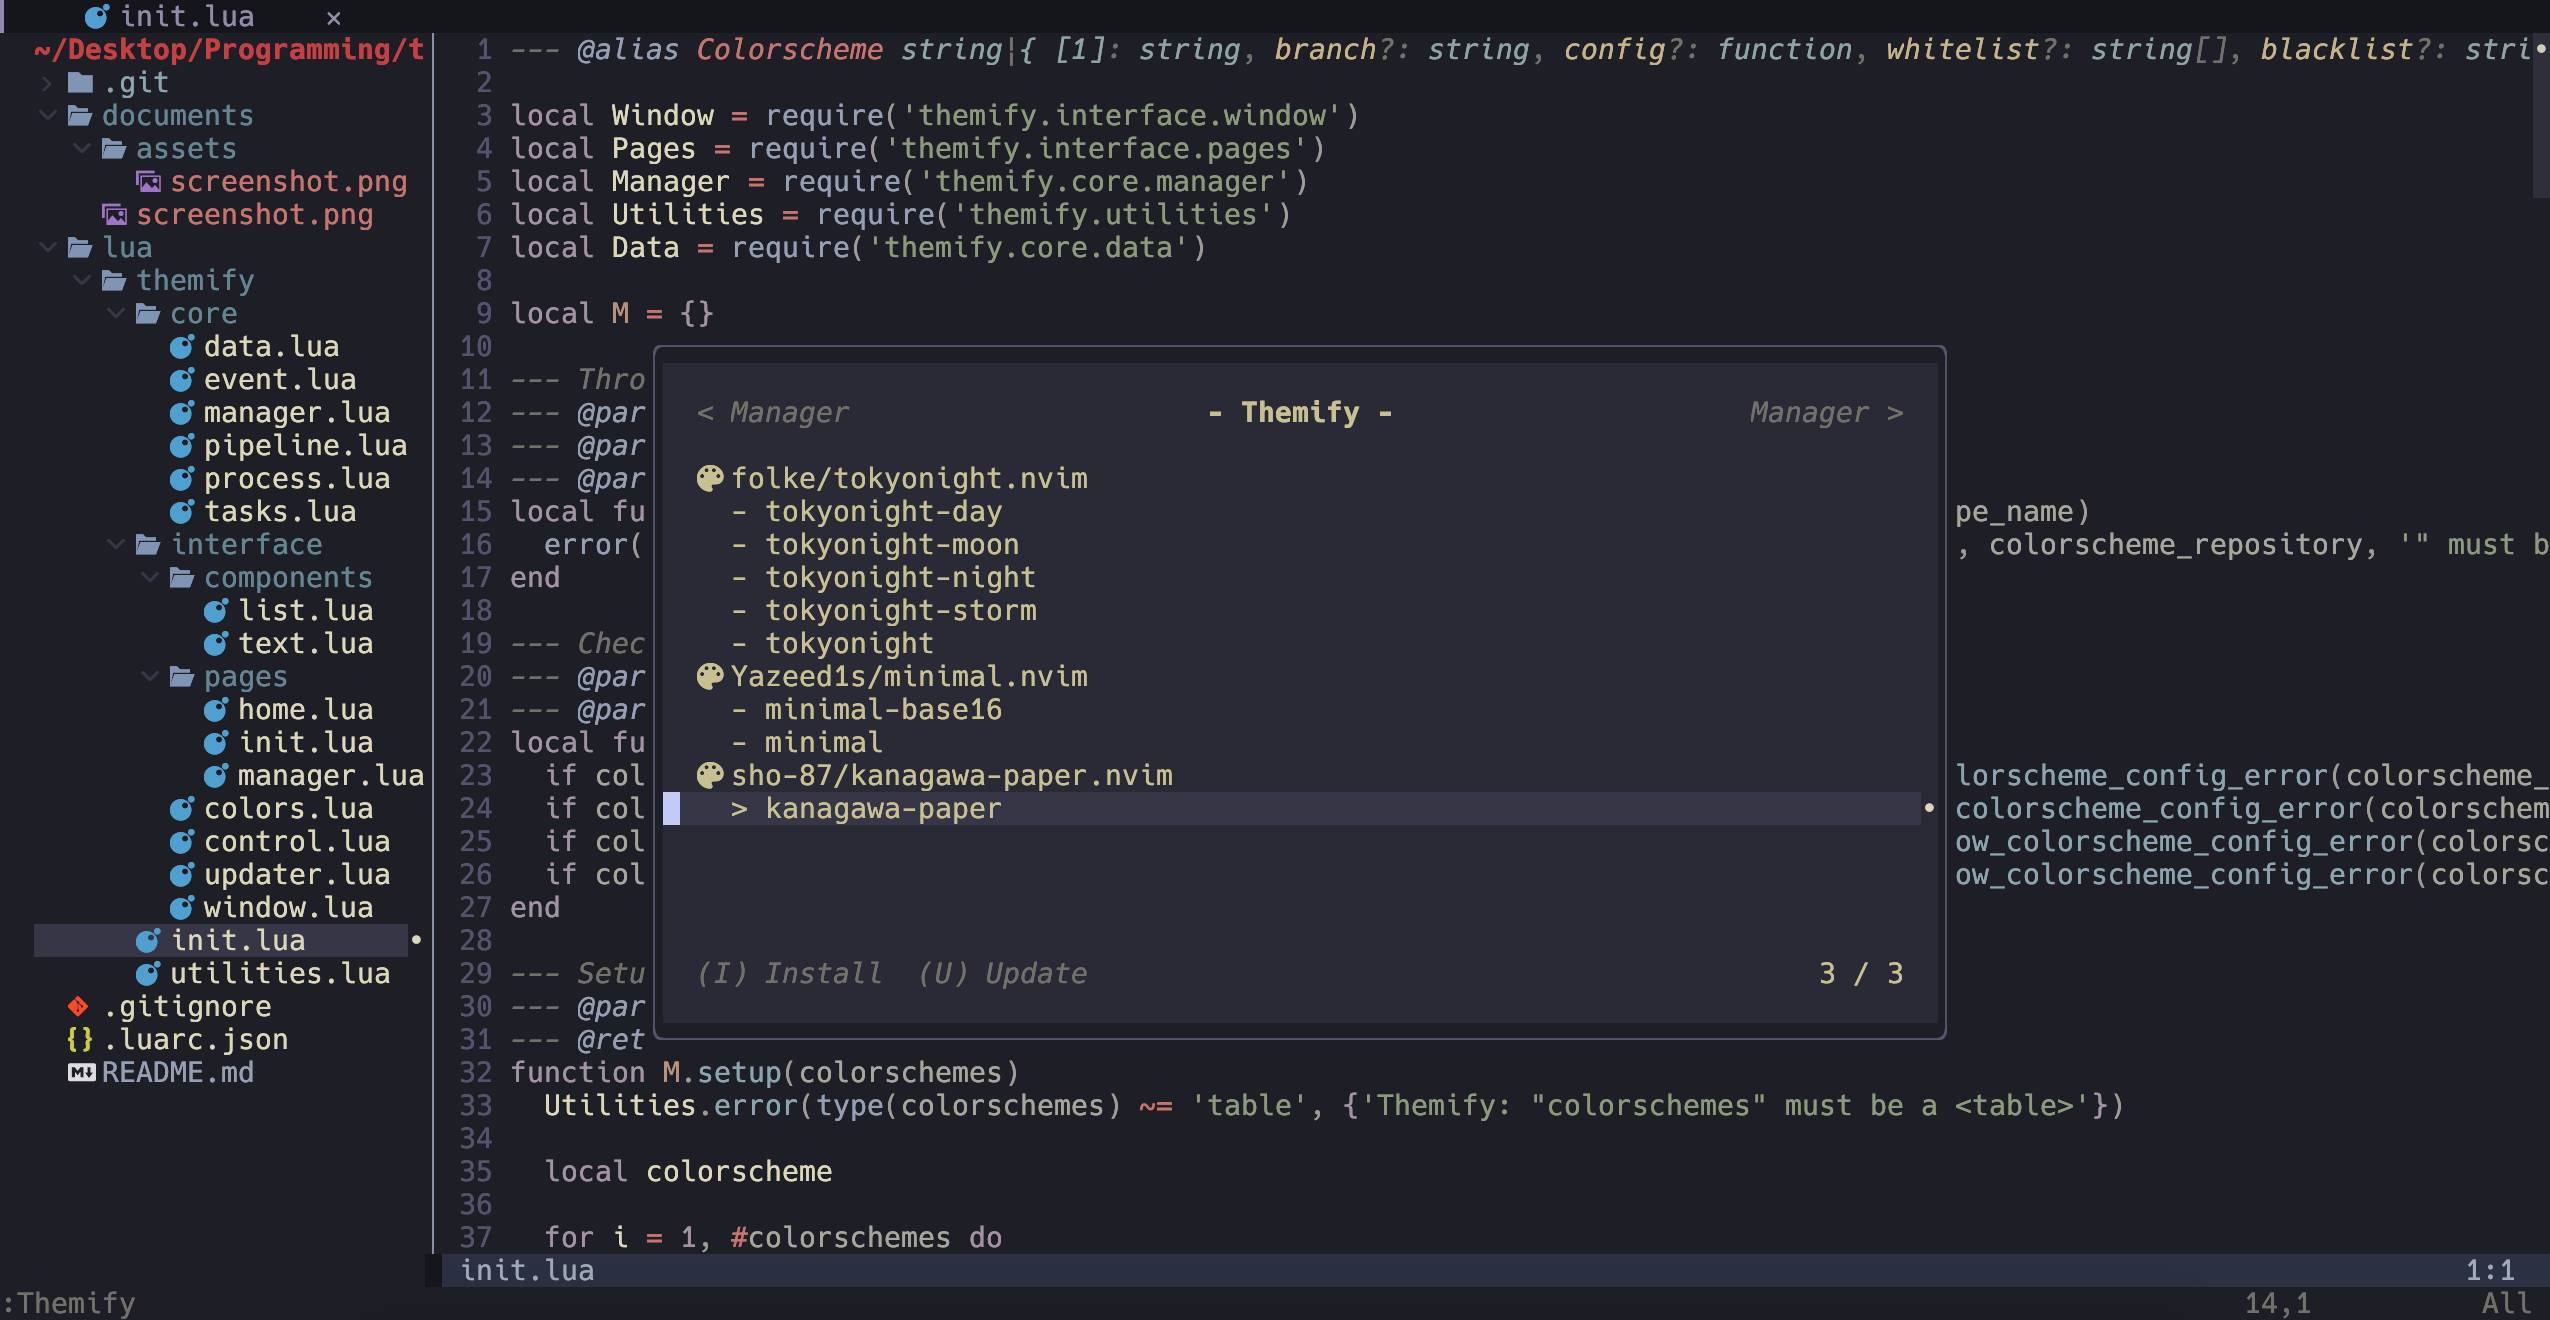 init.lua ×
~/Desktop/Programming/t
.git
documents
assets
screenshot.png
screenshot.png
lua
themify
core
data.lua
event.lua
manager.lua
pipeline.lua
process.lua
tasks.lua
interface
components
list.lua
text.lua
pages
home.lua
init.lua
manager.lua
colors.lua
control.lua
updater.lua
window.lua
init.lua •
utilities.lua
.gitignore
{} .luarc.json
M↓ README.md
1 --- @alias Colorscheme string|{ [1]: string, branch?: string, config?: function, whitelist?: string[], blacklist?: stri
2
3 local Window = require('themify.interface.window')
4 local Pages = require('themify.interface.pages')
5 local Manager = require('themify.core.manager')
6 local Utilities = require('themify.utilities')
7 local Data = require('themify.core.data')
8
9 local M = {}
10
11 --- Thro
12 --- @par
13 --- @par
14 --- @par
15 local fu pe_name)
16 error( , colorscheme_repository, '" must b
17 end
18
19 --- Chec
20 --- @par
21 --- @par
22 local fu
23 if col lorscheme_config_error(colorscheme_
24 if col colorscheme_config_error(colorschem
25 if col ow_colorscheme_config_error(colorsc
26 if col ow_colorscheme_config_error(colorsc
27 end
28
29 --- Setu
30 --- @par
31 --- @ret
32 function M.setup(colorschemes)
33 Utilities.error(type(colorschemes) ~= 'table', {'Themify: "colorschemes" must be a <table>'})
34
35 local colorscheme
36
37 for i = 1, #colorschemes do
< Manager - Themify - Manager >
folke/tokyonight.nvim
- tokyonight-day
- tokyonight-moon
- tokyonight-night
- tokyonight-storm
- tokyonight
Yazeed1s/minimal.nvim
- minimal-base16
- minimal
sho-87/kanagawa-paper.nvim
> kanagawa-paper
(I) Install (U) Update 3 / 3
init.lua 1:1
:Themify 14,1 All